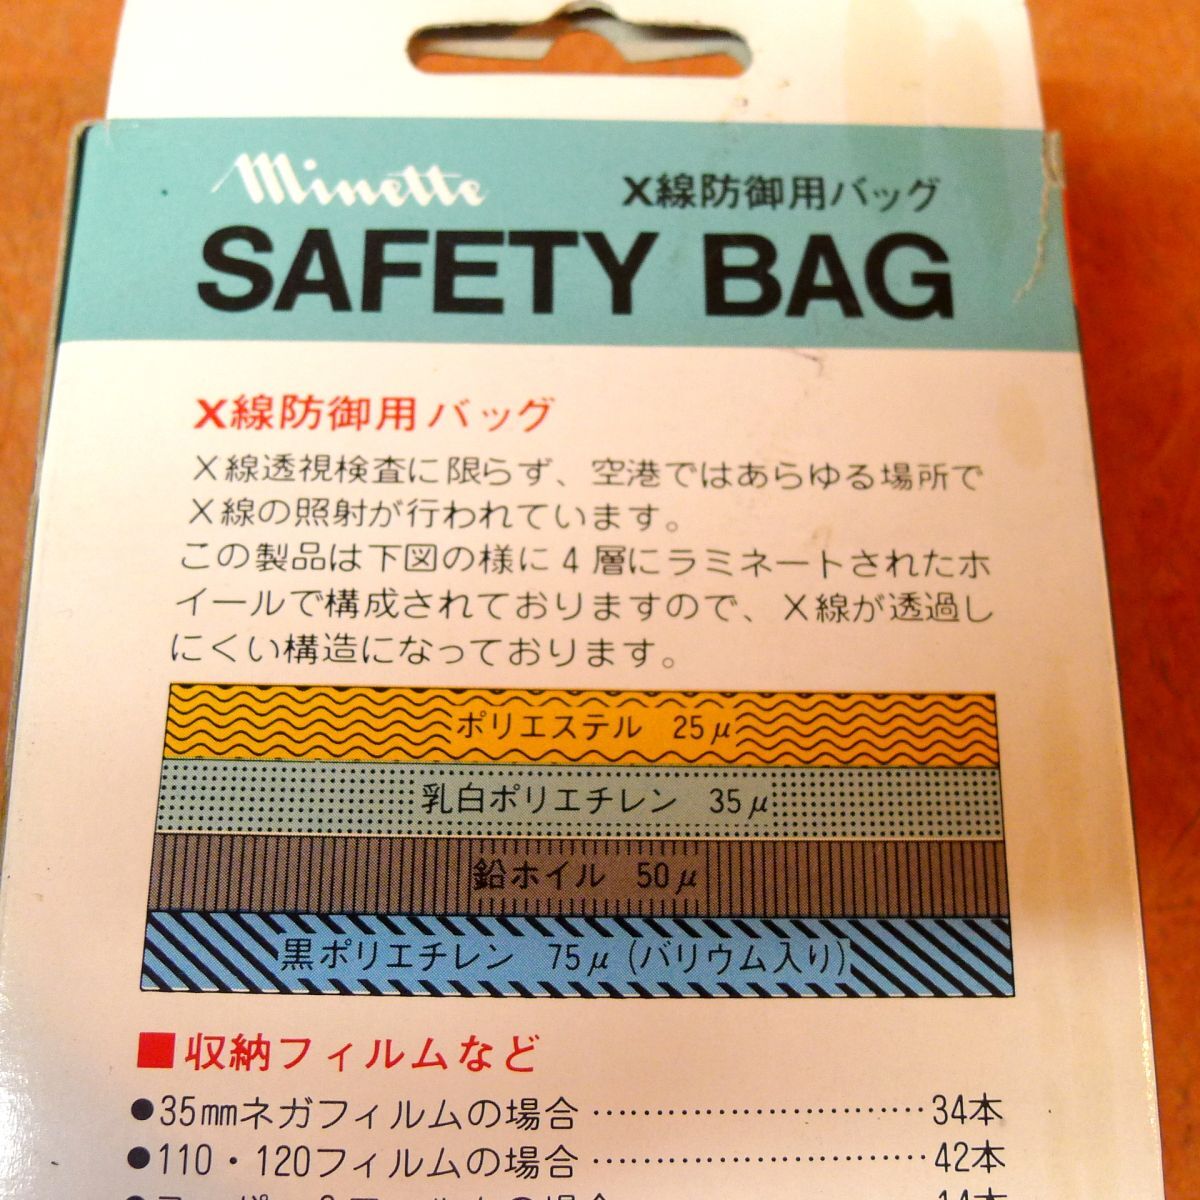 Minette X線防御用バッグ
SAFETY BAG
X線防御用バッグ
X線透視検査に限らず、空港ではあらゆる場所で
X線の照射が行われています。
この製品は下図の様に4層にラミネートされたホ
イールで構成されておりますので、X線が透過し
にくい構造になっております。
ポリエステル 25μ
乳白ポリエチレン 35μ
鉛ホイル 50μ
黒ポリエチレン 75μ(バリウム入り)
■収納フィルムなど
●35mmネガフィルムの場合…………………………34本
●110・120フィルムの場合…………………………42本